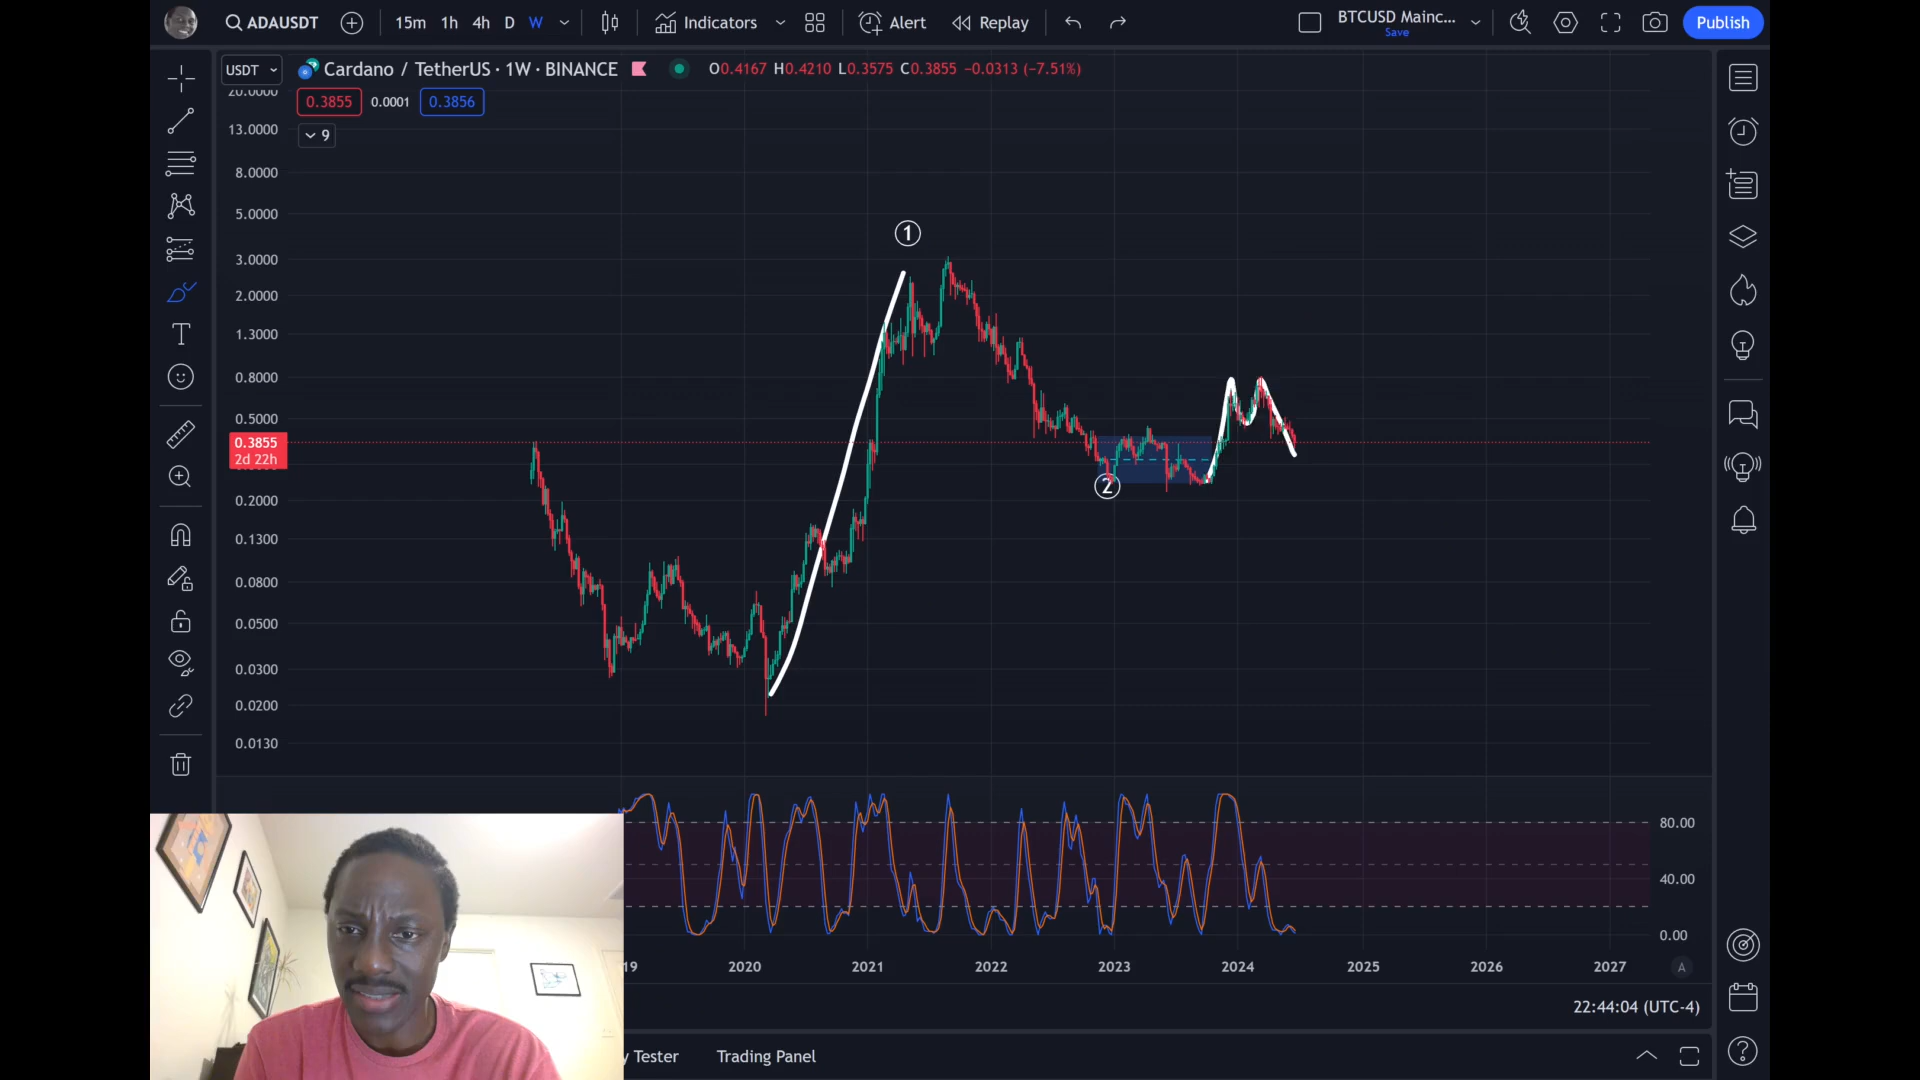 ADAUSDT 15m 1h 4h D W Indicators Alert Replay BTCUSD Mainc... Publish
Save
USDT Cardano / TetherUS · 1W · BINANCE O0.4167 H0.4210 L0.3575 C0.3855 −0.0313 (−7.51%)
20.0000
0.3855 0.0001 0.3856
13.0000
9
8.0000
5.0000
1
3.0000
2.0000
1.3000
0.8000
0.5000
0.3855
2d 22h
2
0.2000
0.1300
0.0800
0.0500
0.0300
0.0200
0.0130
80.00
40.00
0.00
19 2020 2021 2022 2023 2024 2025 2026 2027 A
22:44:04 (UTC-4)
y Tester Trading Panel